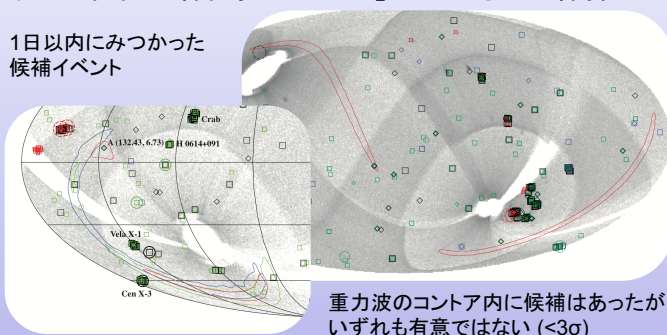 1日以内にみつかった
候補イベント
Crab
A (132.43, 6.73)
H 0614+091
Vela X-1
Cen X-3
重力波のコントア内に候補はあったが
いずれも有意ではない (<3σ)